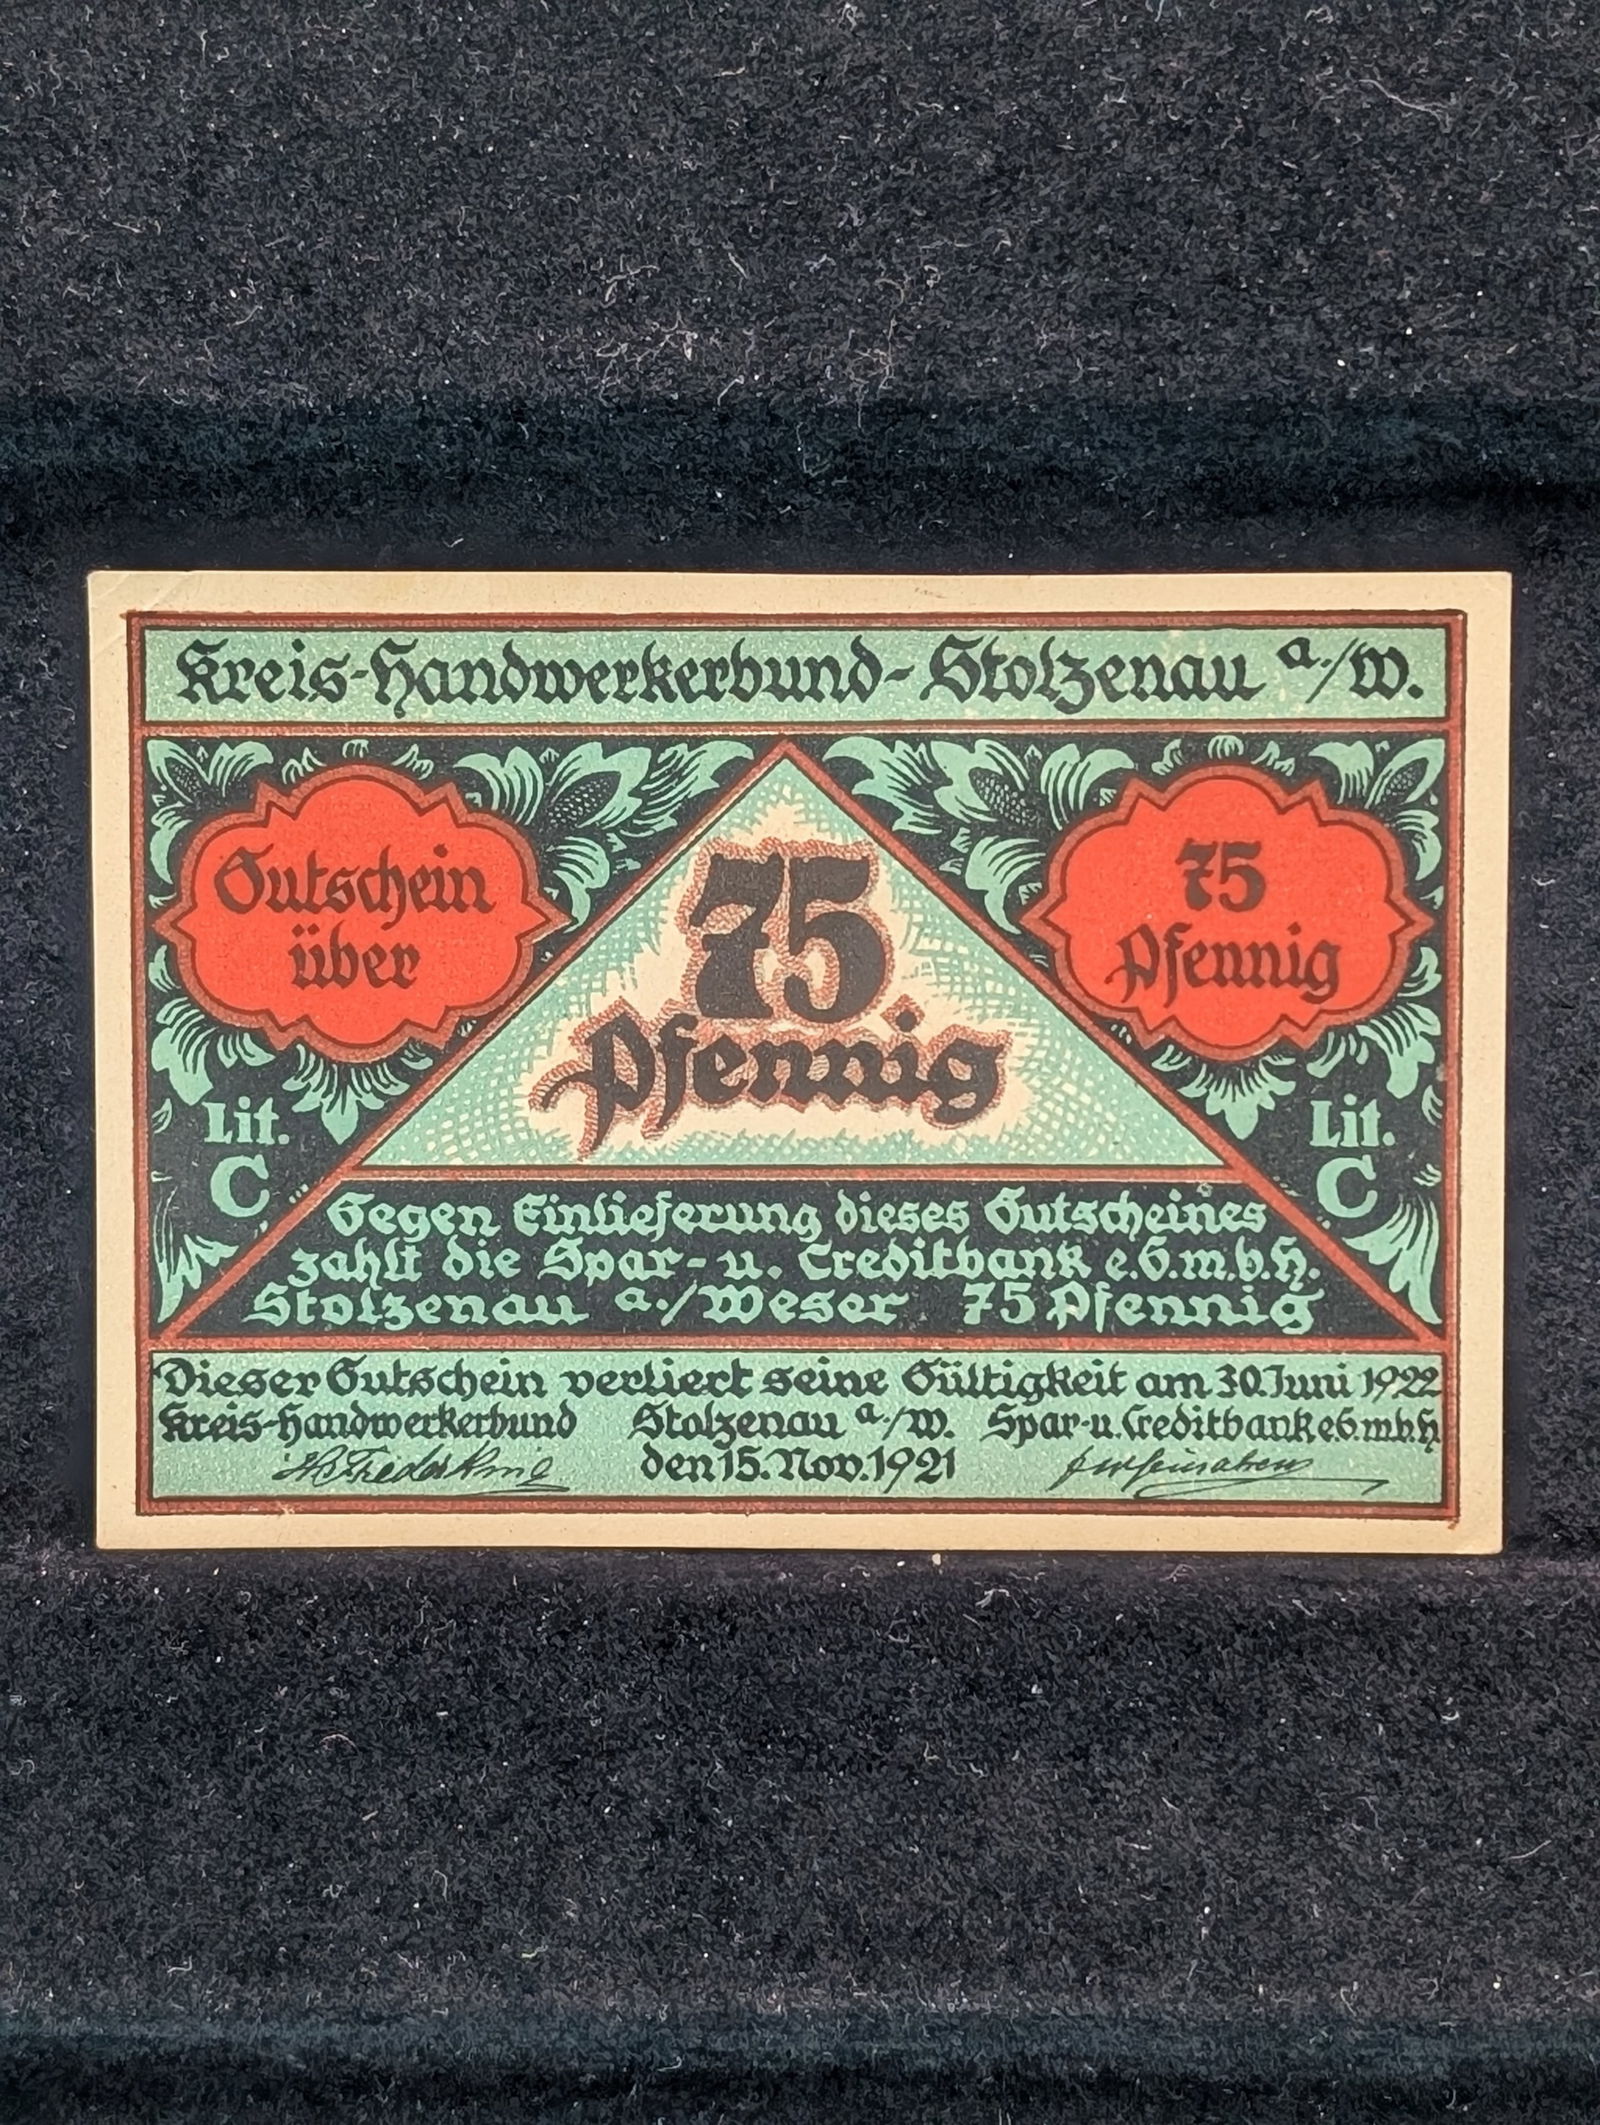 Kreis-Handwerkerbund-Stolzenau a./W.
Gutschein
über
75
Pfennig
75
Pfennig
Lit.
C
Lit.
C
Gegen Einlieferung dieses Gutscheines
zahlt die Spar- u. Creditbank e.G.m.b.H.
Stolzenau a./Weser 75 Pfennig
Dieser Gutschein verliert seine Gültigkeit am 30. Juni 1922
Kreis-Handwerkerbund Stolzenau a./W. Spar-u. Creditbank e.G.m.b.H
den 15. Nov. 1921